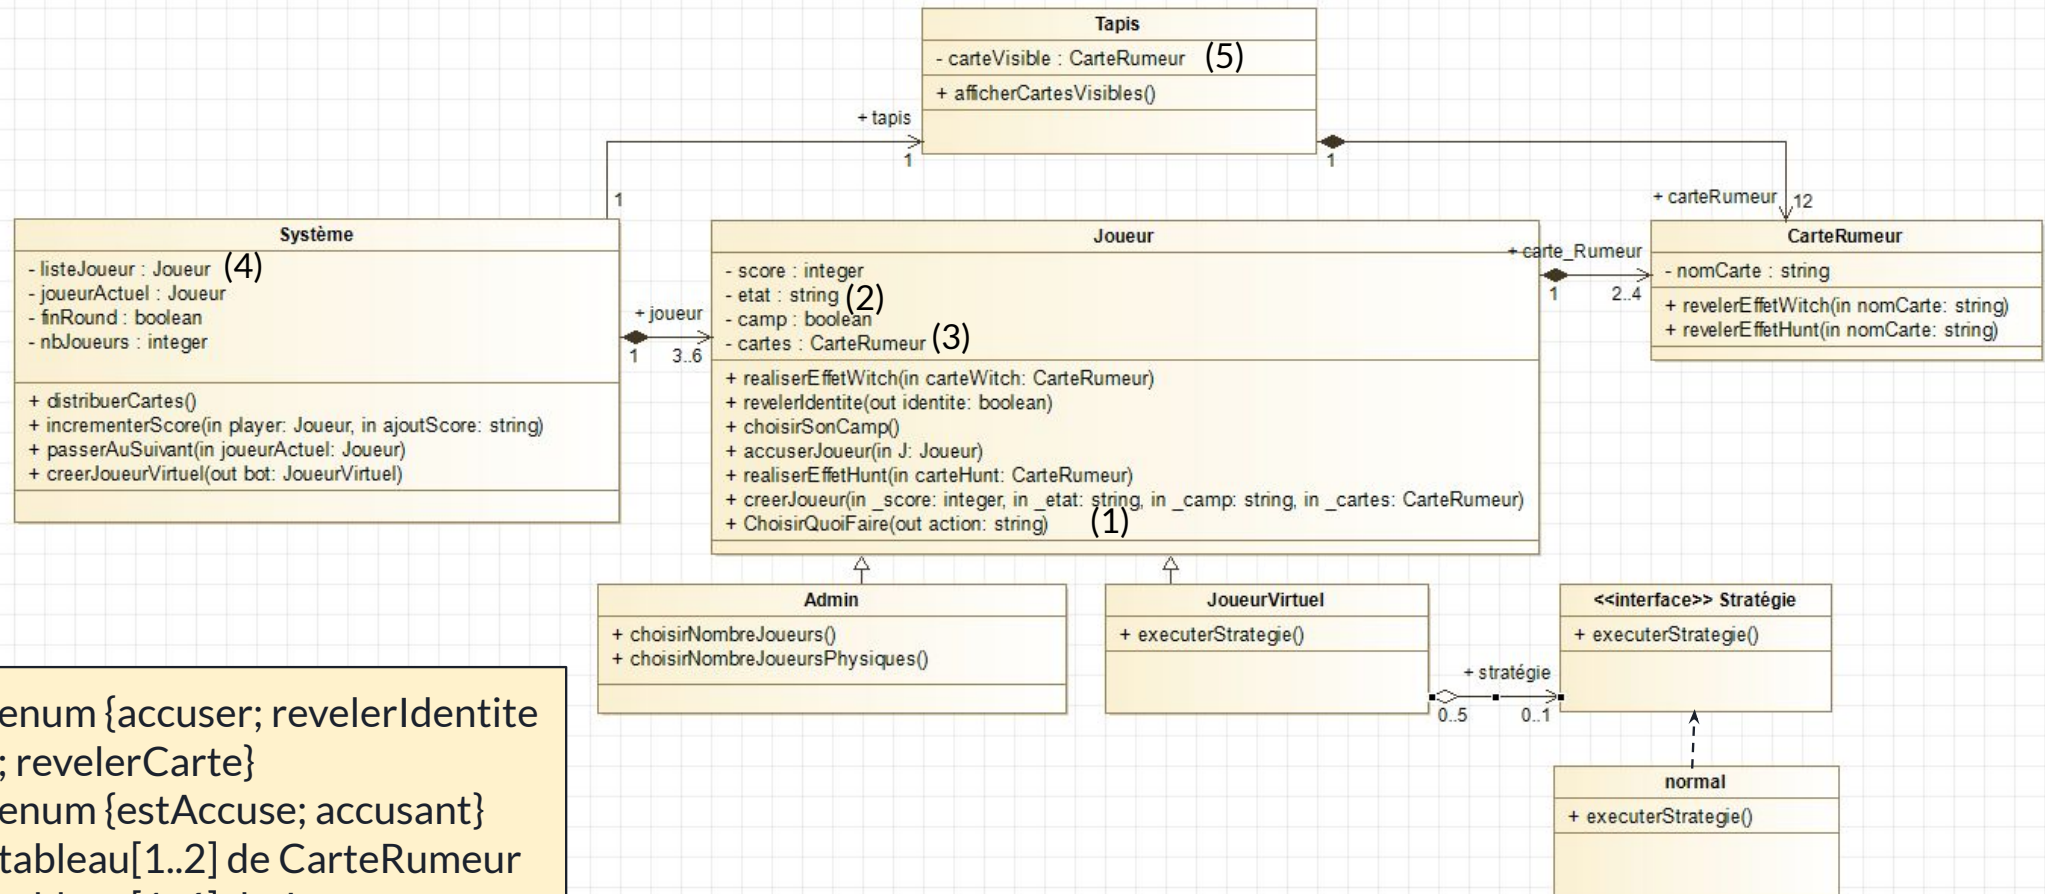 Tapis
- carteVisible : CarteRumeur (5)
+ afficherCartesVisibles()
+ tapis
1
1
1
+ carteRumeur
12
Système
- listeJoueur : Joueur (4)
- joueurActuel : Joueur
- finRound : boolean
- nbJoueurs : integer
+ distribuerCartes()
+ incrementerScore(in player: Joueur, in ajoutScore: string)
+ passerAuSuivant(in joueurActuel: Joueur)
+ creerJoueurVirtuel(out bot: JoueurVirtuel)
+ joueur
1 3..6
Joueur
- score : integer
- etat : string (2)
- camp : boolean
- cartes : CarteRumeur (3)
+ realiserEffetWitch(in carteWitch: CarteRumeur)
+ revelerIdentite(out identite: boolean)
+ choisirSonCamp()
+ accuserJoueur(in J: Joueur)
+ realiserEffetHunt(in carteHunt: CarteRumeur)
+ creerJoueur(in _score: integer, in _etat: string, in _camp: string, in _cartes: CarteRumeur)
+ ChoisirQuoiFaire(out action: string) (1)
+ carte_Rumeur
1 2..4
CarteRumeur
- nomCarte : string
+ revelerEffetWitch(in nomCarte: string)
+ revelerEffetHunt(in nomCarte: string)
Admin
+ choisirNombreJoueurs()
+ choisirNombreJoueursPhysiques()
JoueurVirtuel
+ executerStrategie()
+ stratégie
0..5 0..1
<<interface>> Stratégie
+ executerStrategie()
normal
+ executerStrategie()
enum {accuser; revelerIdentite
; revelerCarte}
enum {estAccuse; accusant}
tableau[1..2] de CarteRumeur